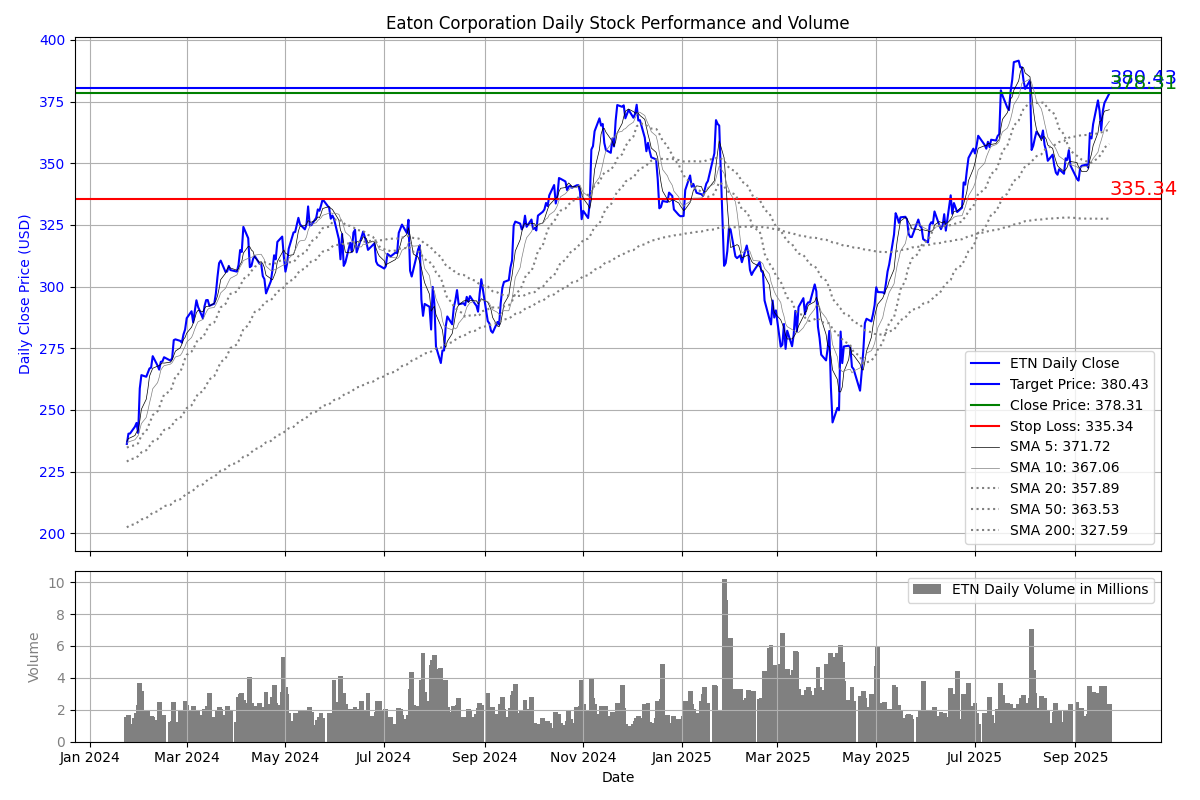 Eaton Corporation Daily Stock Performance and Volume
Daily Close Price (USD)
400
375
350
325
300
275
250
225
200
380.43
378.31
335.34
ETN Daily Close
Target Price: 380.43
Close Price: 378.31
Stop Loss: 335.34
SMA 5: 371.72
SMA 10: 367.06
SMA 20: 357.89
SMA 50: 363.53
SMA 200: 327.59
Volume
10
8
6
4
2
0
ETN Daily Volume in Millions
Jan 2024 Mar 2024 May 2024 Jul 2024 Sep 2024 Nov 2024 Jan 2025 Mar 2025 May 2025 Jul 2025 Sep 2025
Date